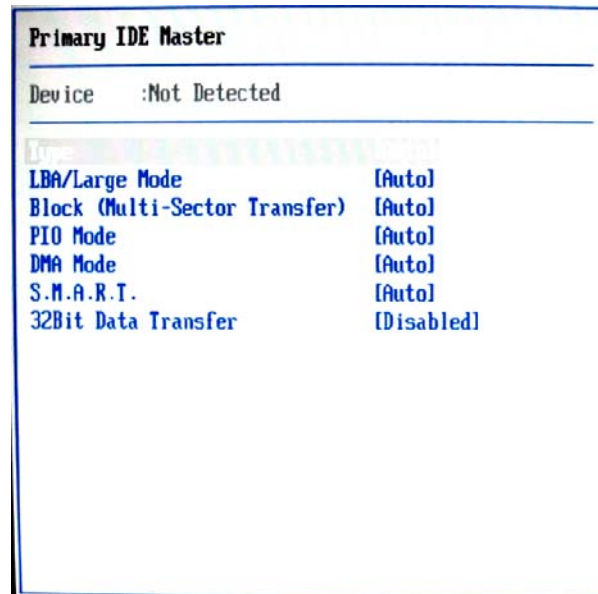 Primary IDE Master
Device :Not Detected
Type
LBA/Large Mode [Auto]
Block (Multi-Sector Transfer) [Auto]
PIO Mode [Auto]
DMA Mode [Auto]
S.M.A.R.T. [Auto]
32Bit Data Transfer [Disabled]